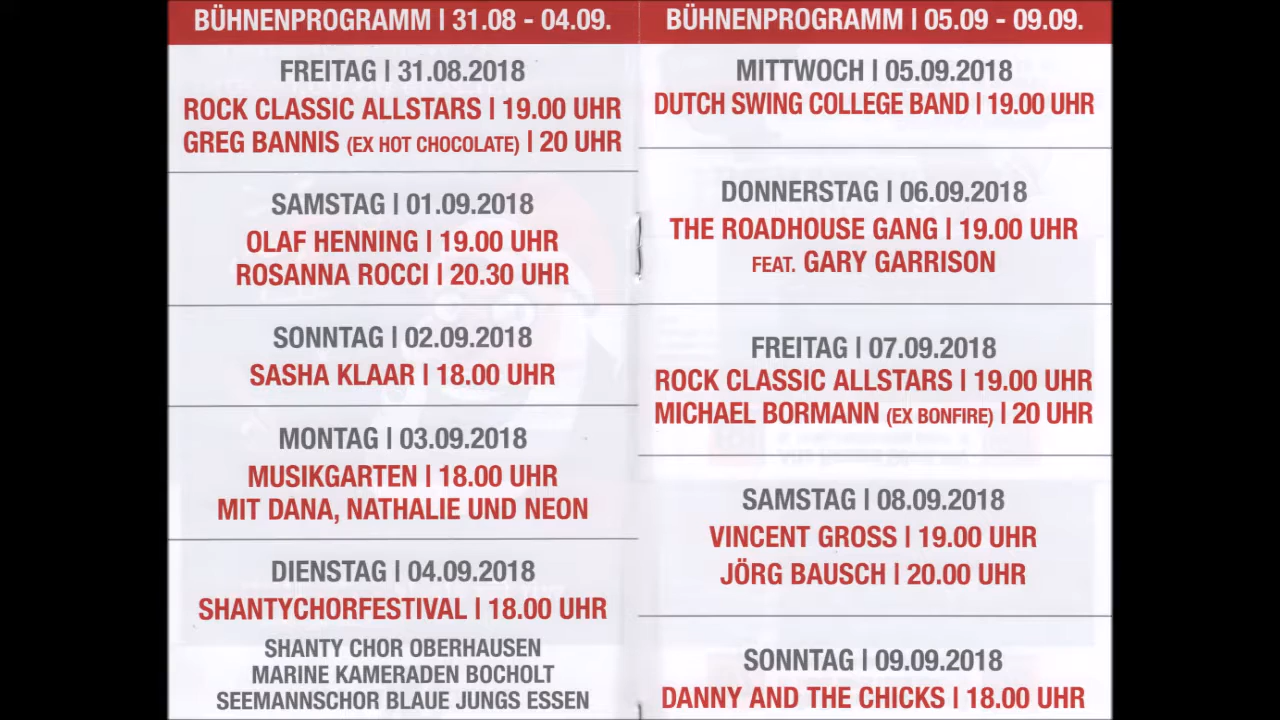 BÜHNENPROGRAMM | 31.08 - 04.09.
FREITAG | 31.08.2018
ROCK CLASSIC ALLSTARS | 19.00 UHR
GREG BANNIS (EX HOT CHOCOLATE) | 20 UHR
SAMSTAG | 01.09.2018
OLAF HENNING | 19.00 UHR
ROSANNA ROCCI | 20.30 UHR
SONNTAG | 02.09.2018
SASHA KLAAR | 18.00 UHR
MONTAG | 03.09.2018
MUSIKGARTEN | 18.00 UHR
MIT DANA, NATHALIE UND NEON
DIENSTAG | 04.09.2018
SHANTYCHORFESTIVAL | 18.00 UHR
SHANTY CHOR OBERHAUSEN
MARINE KAMERADEN BOCHOLT
SEEMANNSCHOR BLAUE JUNGS ESSEN
BÜHNENPROGRAMM | 05.09 - 09.09.
MITTWOCH | 05.09.2018
DUTCH SWING COLLEGE BAND | 19.00 UHR
DONNERSTAG | 06.09.2018
THE ROADHOUSE GANG | 19.00 UHR
FEAT. GARY GARRISON
FREITAG | 07.09.2018
ROCK CLASSIC ALLSTARS | 19.00 UHR
MICHAEL BORMANN (EX BONFIRE) | 20 UHR
SAMSTAG | 08.09.2018
VINCENT GROSS | 19.00 UHR
JÖRG BAUSCH | 20.00 UHR
SONNTAG | 09.09.2018
DANNY AND THE CHICKS | 18.00 UHR